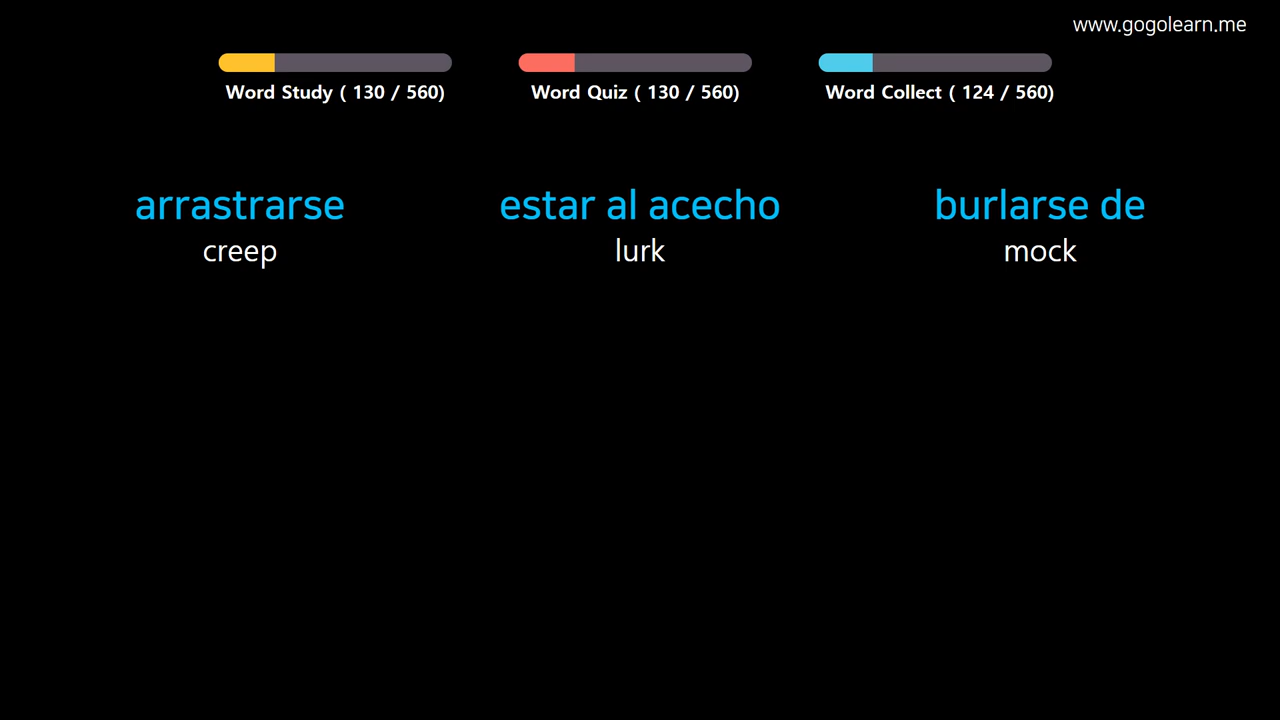 www.gogolearn.me
Word Study ( 130 / 560)
Word Quiz ( 130 / 560)
Word Collect ( 124 / 560)
arrastrarse
creep
estar al acecho
lurk
burlarse de
mock